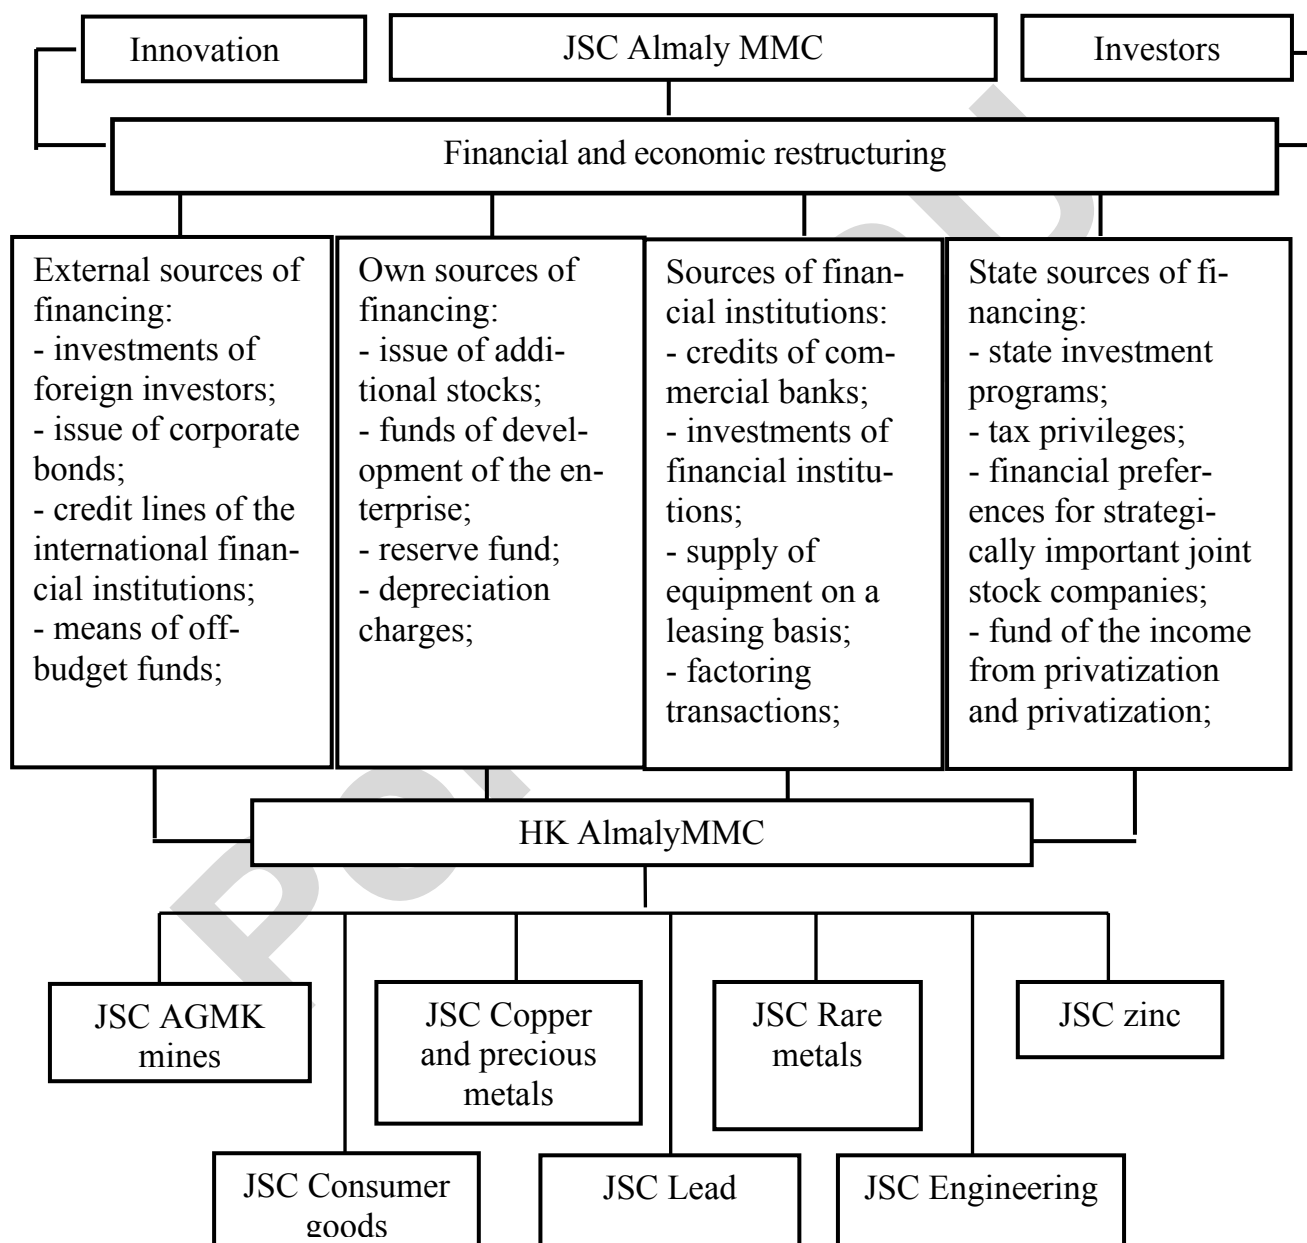 Innovation
JSC Almaly MMC
Investors
Financial and economic restructuring
External sources of
financing:
- investments of
foreign investors;
- issue of corporate
bonds;
- credit lines of the
international finan-
cial institutions;
- means of off-
budget funds;
Own sources of
financing:
- issue of addi-
tional stocks;
- funds of devel-
opment of the en-
terprise;
- reserve fund;
- depreciation
charges;
Sources of finan-
cial institutions:
- credits of com-
mercial banks;
- investments of
financial institu-
tions;
- supply of
equipment on a
leasing basis;
- factoring
transactions;
State sources of fi-
nancing:
- state investment
programs;
- tax privileges;
- financial prefer-
ences for strategi-
cally important joint
stock companies;
- fund of the income
from privatization
and privatization;
HK AlmalyMMC
JSC AGMK
mines
JSC Copper
and precious
metals
JSC Rare
metals
JSC zinc
JSC Consumer
goods
JSC Lead
JSC Engineering